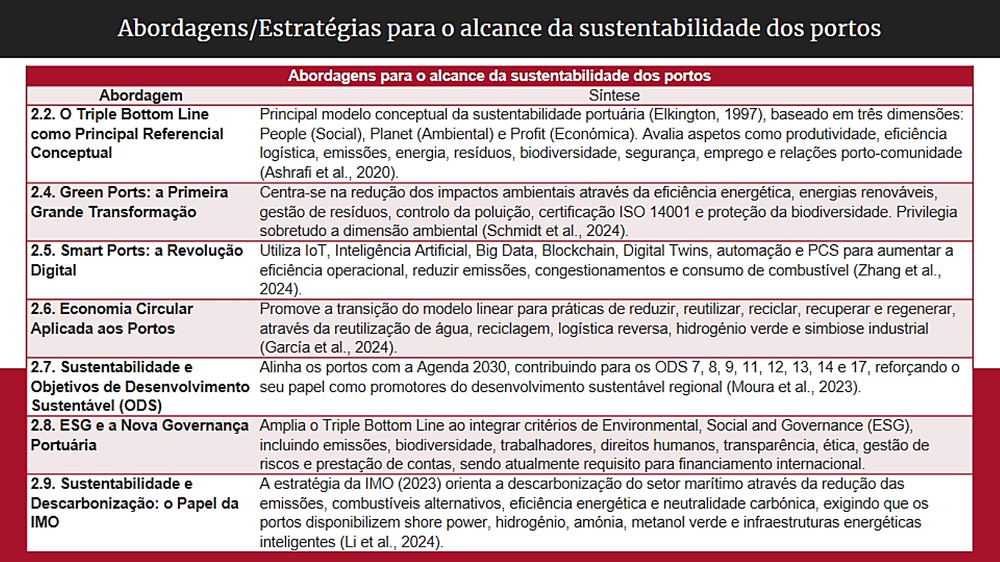 Abordagens/Estratégias para o alcance da sustentabilidade dos portos
Abordagens para o alcance da sustentabilidade dos portos
Abordagem
Síntese
2.2. O Triple Bottom Line
como Principal Referencial
Conceptual
Principal modelo conceptual da sustentabilidade portuária (Elkington, 1997), baseado em três dimensões:
People (Social), Planet (Ambiental) e Profit (Económica). Avalia aspetos como produtividade, eficiência
logística, emissões, energia, resíduos, biodiversidade, segurança, emprego e relações porto-comunidade
(Ashrafi et al., 2020).
2.4. Green Ports: a Primeira
Grande Transformação
Centra-se na redução dos impactos ambientais através da eficiência energética, energias renováveis,
gestão de resíduos, controlo da poluição, certificação ISO 14001 e proteção da biodiversidade. Privilegia
sobretudo a dimensão ambiental (Schmidt et al., 2024).
2.5. Smart Ports: a Revolução
Digital
Utiliza IoT, Inteligência Artificial, Big Data, Blockchain, Digital Twins, automação e PCS para aumentar a
eficiência operacional, reduzir emissões, congestionamentos e consumo de combustível (Zhang et al.,
2024).
2.6. Economia Circular
Aplicada aos Portos
Promove a transição do modelo linear para práticas de reduzir, reutilizar, reciclar, recuperar e regenerar,
através da reutilização de água, reciclagem, logística reversa, hidrogénio verde e simbiose industrial
(García et al., 2024).
2.7. Sustentabilidade e
Objetivos de Desenvolvimento
Sustentável (ODS)
Alinha os portos com a Agenda 2030, contribuindo para os ODS 7, 8, 9, 11, 12, 13, 14 e 17, reforçando o
seu papel como promotores do desenvolvimento sustentável regional (Moura et al., 2023).
2.8. ESG e a Nova Governança
Portuária
Amplia o Triple Bottom Line ao integrar critérios de Environmental, Social and Governance (ESG),
incluindo emissões, biodiversidade, trabalhadores, direitos humanos, transparência, ética, gestão de
riscos e prestação de contas, sendo atualmente requisito para financiamento internacional.
2.9. Sustentabilidade e
Descarbonização: o Papel da
IMO
A estratégia da IMO (2023) orienta a descarbonização do setor marítimo através da redução das
emissões, combustíveis alternativos, eficiência energética e neutralidade carbónica, exigindo que os
portos disponibilizem shore power, hidrogénio, amónia, metanol verde e infraestruturas energéticas
inteligentes (Li et al., 2024).